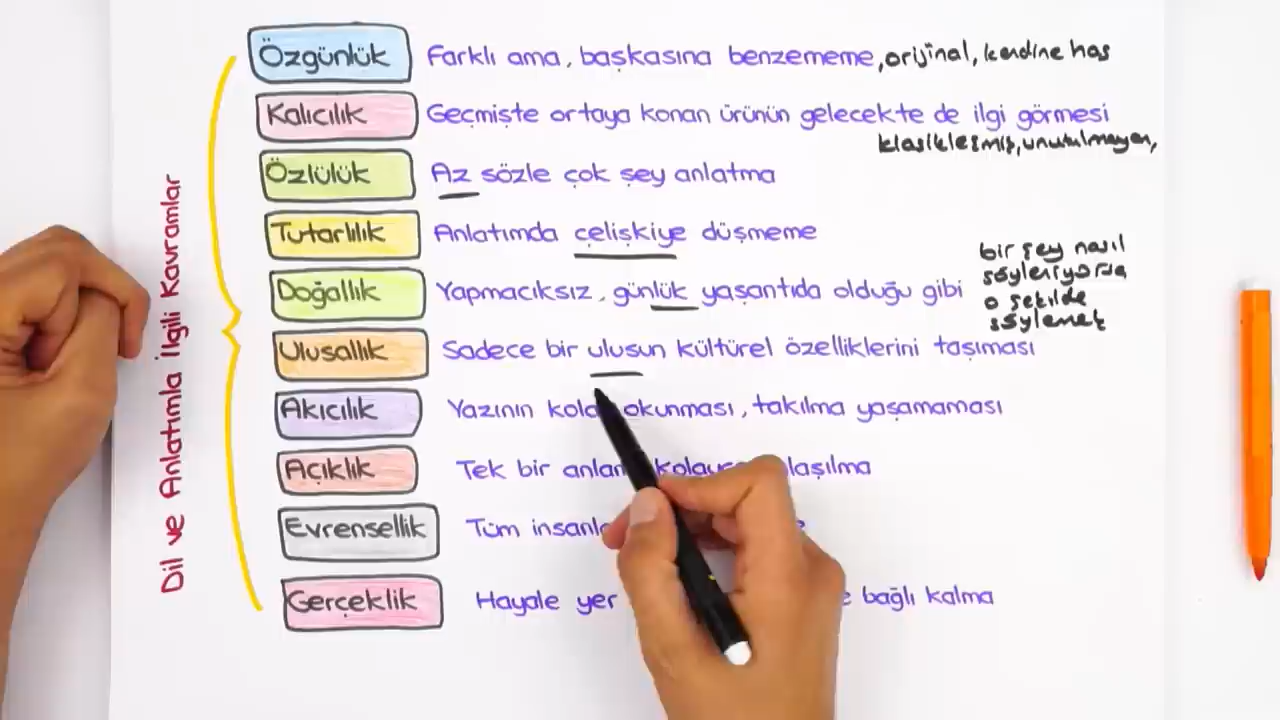 Dil ve Anlatımla İlgili Kavramlar
Özgünlük Farklı ama, başkasına benzememe, orijinal, kendine has
Kalıcılık Geçmişte ortaya konan ürünün gelecekte de ilgi görmesi
klasikleşmiş, unutulmayan,
Özlülük Az sözle çok şey anlatma
Tutarlılık Anlatımda çelişkiye düşmeme
Doğallık Yapmacıksız, günlük yaşantıda olduğu gibi
bir şey nasıl
söyleniyorsa
o şekilde
söylemek
Ulusallık Sadece bir ulusun kültürel özelliklerini taşıması
Akıcılık Yazının okunması, takılma yaşamaması
Açıklık Tek bir
Evrensellik Tüm
Gerçeklik Hayale yer bağlı kalma